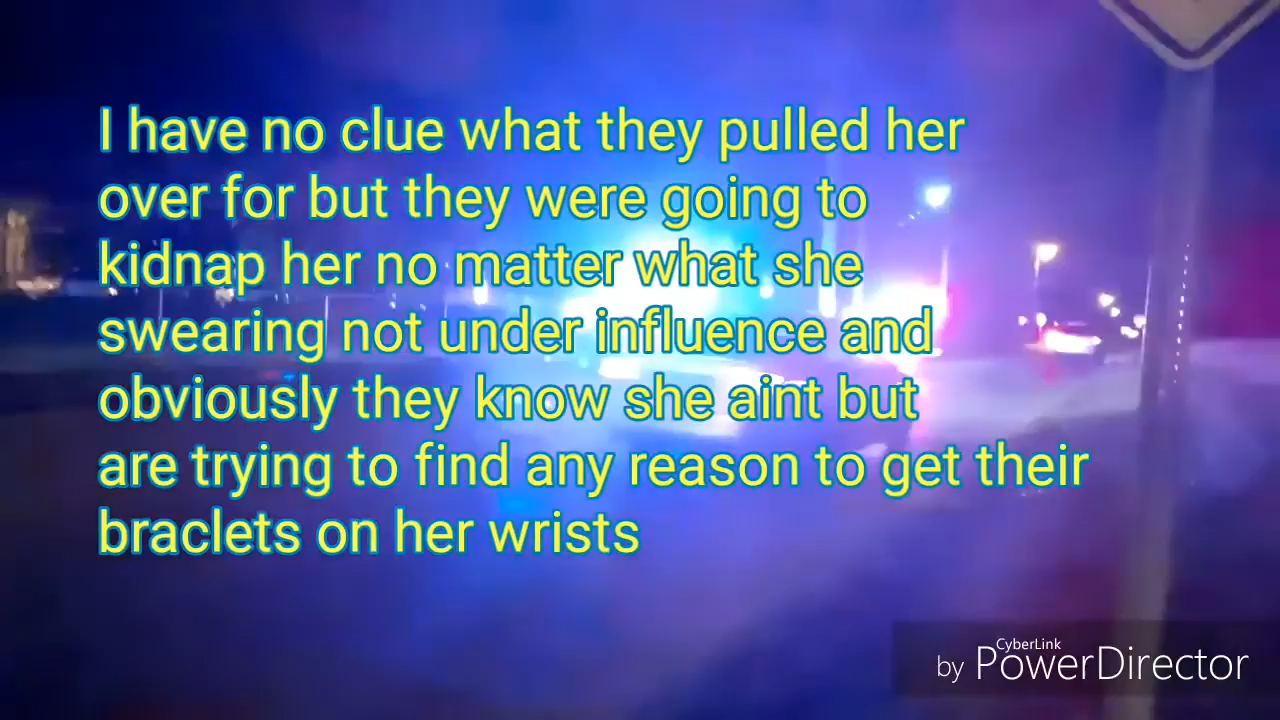 I have no clue what they pulled her
over for but they were going to
kidnap her no matter what she
swearing not under influence and
obviously they know she aint but
are trying to find any reason to get their
braclets on her wrists
CyberLink
by PowerDirector